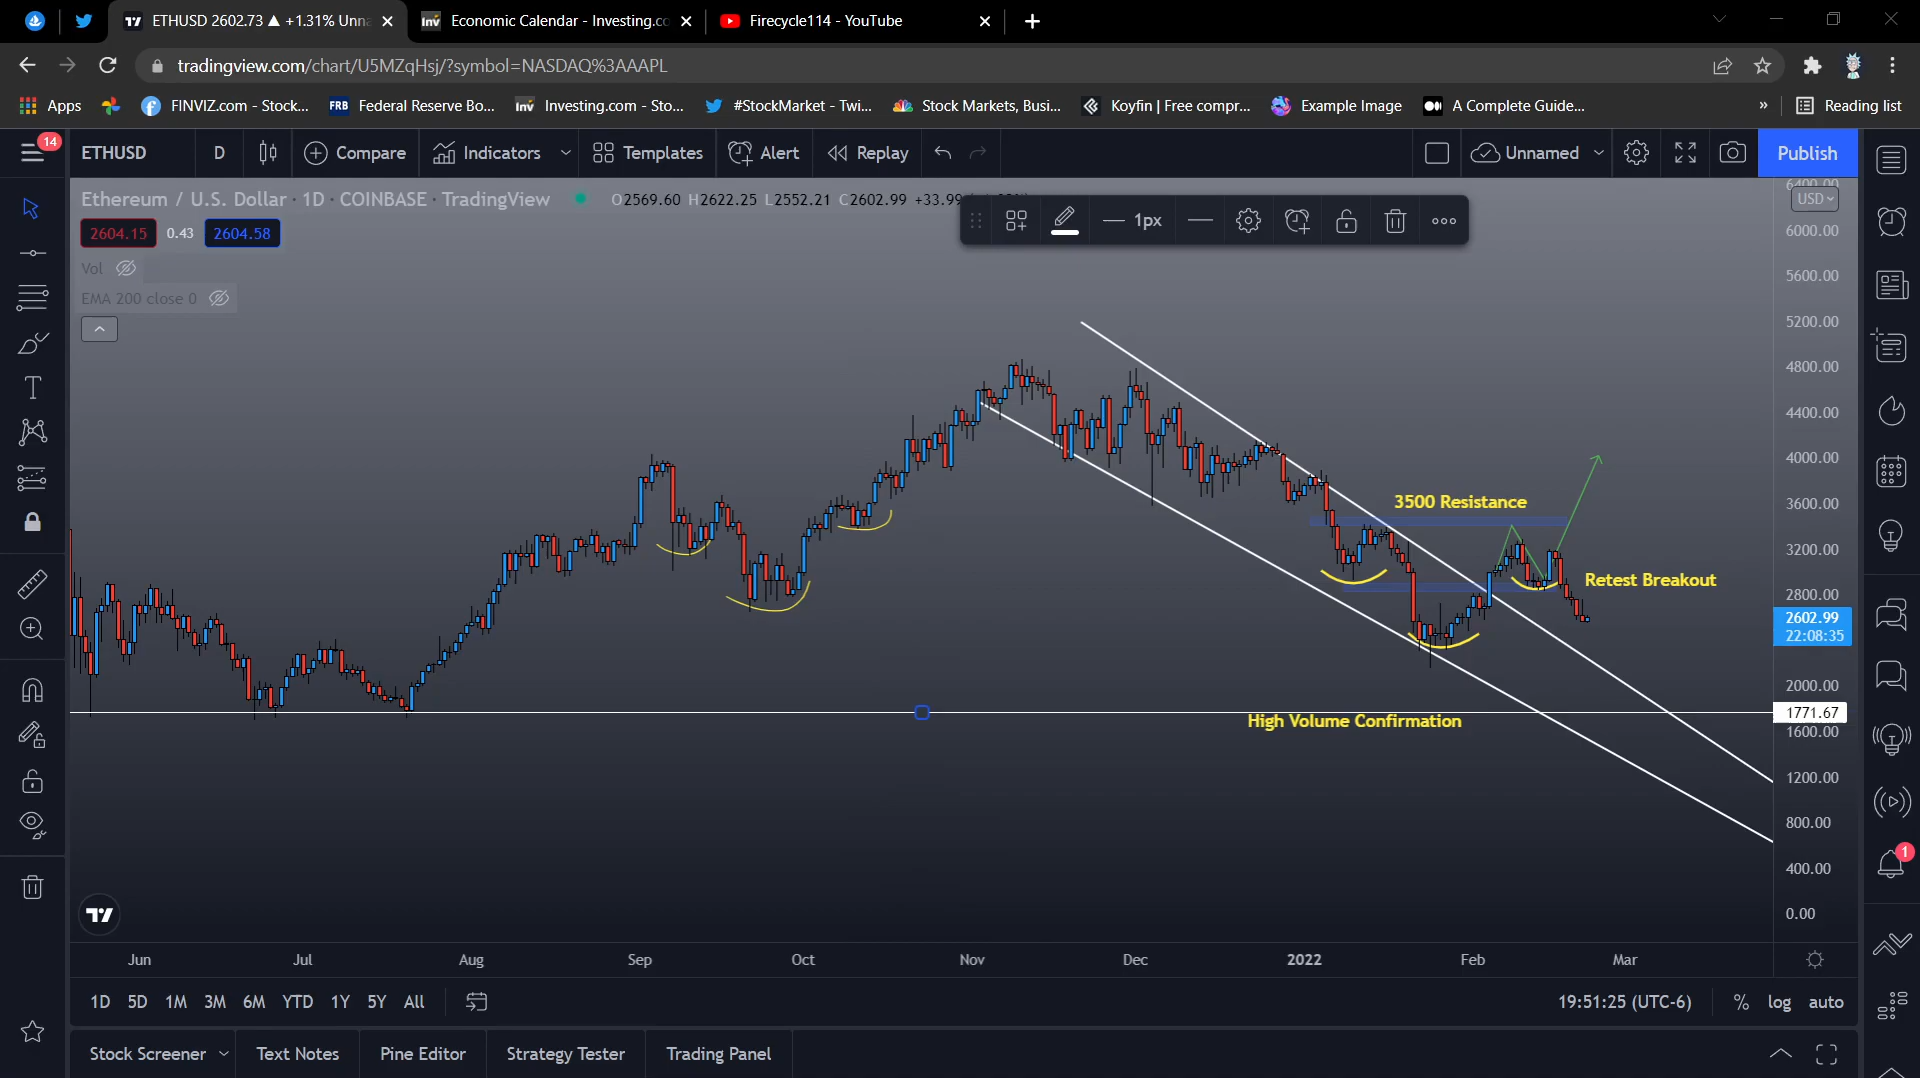 ETHUSD 2602.73 ▲ +1.31% Unna
Economic Calendar - Investing.co
Firecycle114 - YouTube
tradingview.com/chart/U5MZqHsj/?symbol=NASDAQ%3AAAPL
Apps
FINVIZ.com - Stock...
FRB Federal Reserve Bo...
Inv Investing.com - Sto...
#StockMarket - Twi...
Stock Markets, Busi...
Koyfin | Free compr...
Example Image
A Complete Guide...
»
Reading list
14
ETHUSD
D
Compare
Indicators
Templates
Alert
Replay
Unnamed
Publish
Ethereum / U.S. Dollar · 1D · COINBASE · TradingView
O2569.60 H2622.25 L2552.21 C2602.99 +33.99
1px
USD
2604.15 0.43 2604.58
Vol
EMA 200 close 0
6400.00
6000.00
5600.00
5200.00
4800.00
4400.00
4000.00
3600.00
3200.00
2800.00
2602.99
22:08:35
2000.00
1771.67
1600.00
1200.00
800.00
400.00
0.00
3500 Resistance
Retest Breakout
High Volume Confirmation
1
Jun Jul Aug Sep Oct Nov Dec 2022 Feb Mar
1D 5D 1M 3M 6M YTD 1Y 5Y All
19:51:25 (UTC-6) % log auto
Stock Screener Text Notes Pine Editor Strategy Tester Trading Panel